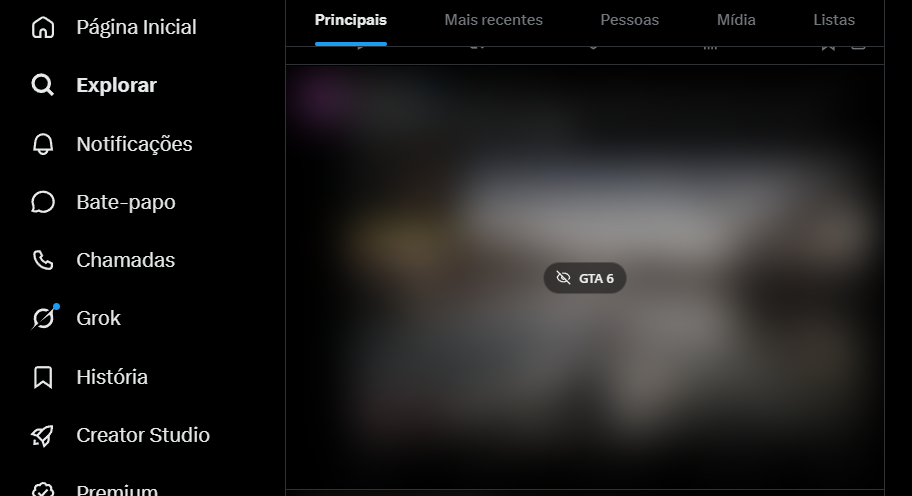 Página Inicial
Explorar
Notificações
Bate-papo
Chamadas
Grok
História
Creator Studio
Premium
Principais
Mais recentes
Pessoas
Mídia
Listas
GTA 6